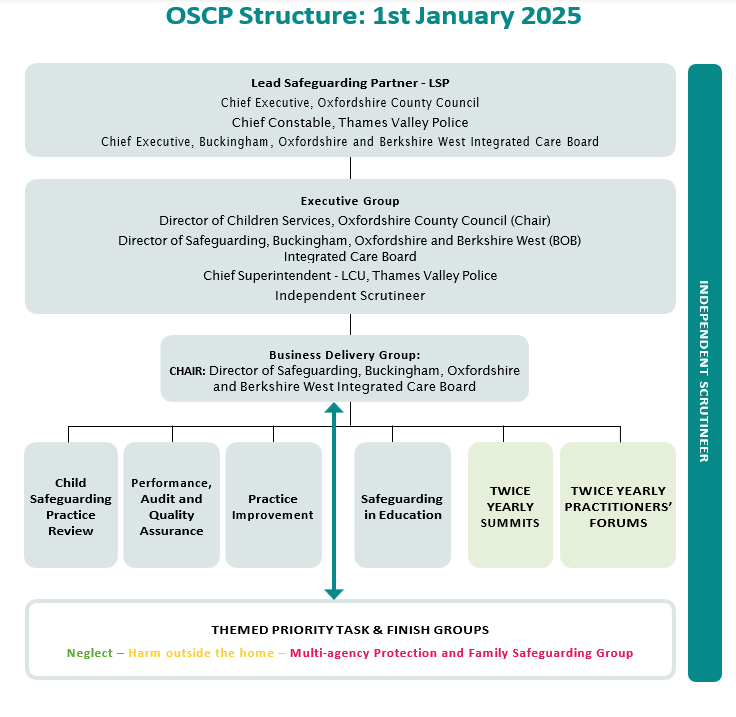 OSCP Structure: 1st January 2025
Lead Safeguarding Partner - LSP
Chief Executive, Oxfordshire County Council
Chief Constable, Thames Valley Police
Chief Executive, Buckingham, Oxfordshire and Berkshire West Integrated Care Board
Executive Group
Director of Children Services, Oxfordshire County Council (Chair)
Director of Safeguarding, Buckingham, Oxfordshire and Berkshire West (BOB)
Integrated Care Board
Chief Superintendent - LCU, Thames Valley Police
Independent Scrutineer
Business Delivery Group:
CHAIR: Director of Safeguarding, Buckingham, Oxfordshire
and Berkshire West Integrated Care Board
Child
Safeguarding
Practice
Review
Performance,
Audit and
Quality
Assurance
Practice
Improvement
Safeguarding
in Education
TWICE
YEARLY
SUMMITS
TWICE YEARLY
PRACTITIONERS’
FORUMS
THEMED PRIORITY TASK & FINISH GROUPS
Neglect – Harm outside the home – Multi-agency Protection and Family Safeguarding Group
INDEPENDENT SCRUTINEER